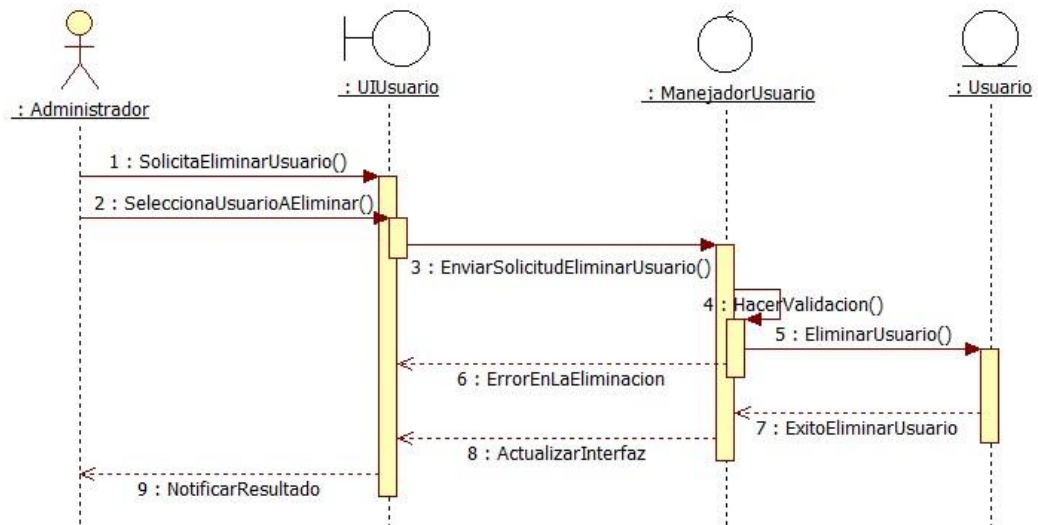 : Administrador
: UIUsuario
: ManejadorUsuario
: Usuario
1 : SolicitaEliminarUsuario()
2 : SeleccionaUsuarioAEliminar()
3 : EnviarSolicitudEliminarUsuario()
4 : HacerValidacion()
5 : EliminarUsuario()
6 : ErrorEnLaEliminacion
7 : ExitoEliminarUsuario
8 : ActualizarInterfaz
9 : NotificarResultado